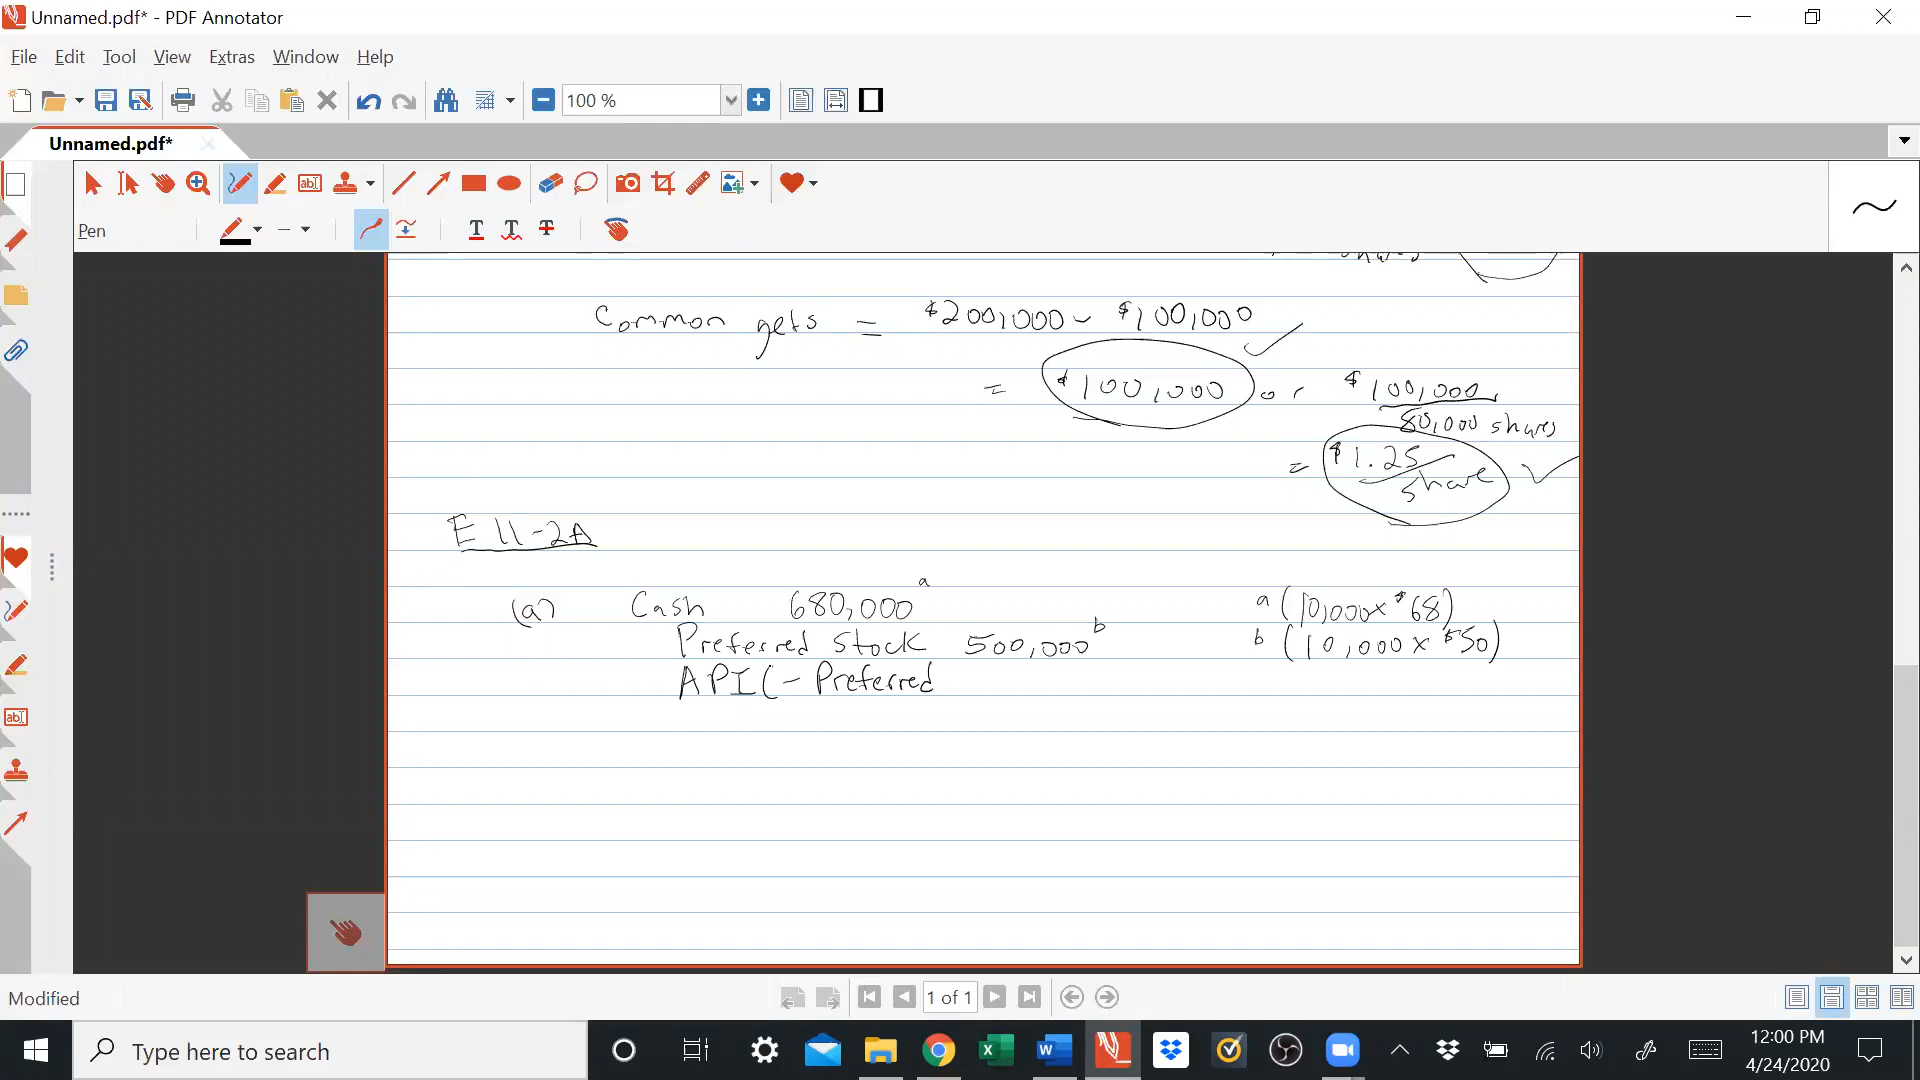 Unnamed.pdf* - PDF Annotator
File Edit Tool View Extras Window Help
100 %
Unnamed.pdf*
Pen
shares
Common gets = $200,000 - $100,000
= $100,000 or $100,000
80,000 shares
= $1.25
share
E 11-2A
(a) Cash 680,000 a a (10,000 x $68)
Preferred Stock 500,000 b b (10,000 x $50)
APIC - Preferred
Modified
1 of 1
Type here to search
12:00 PM
4/24/2020